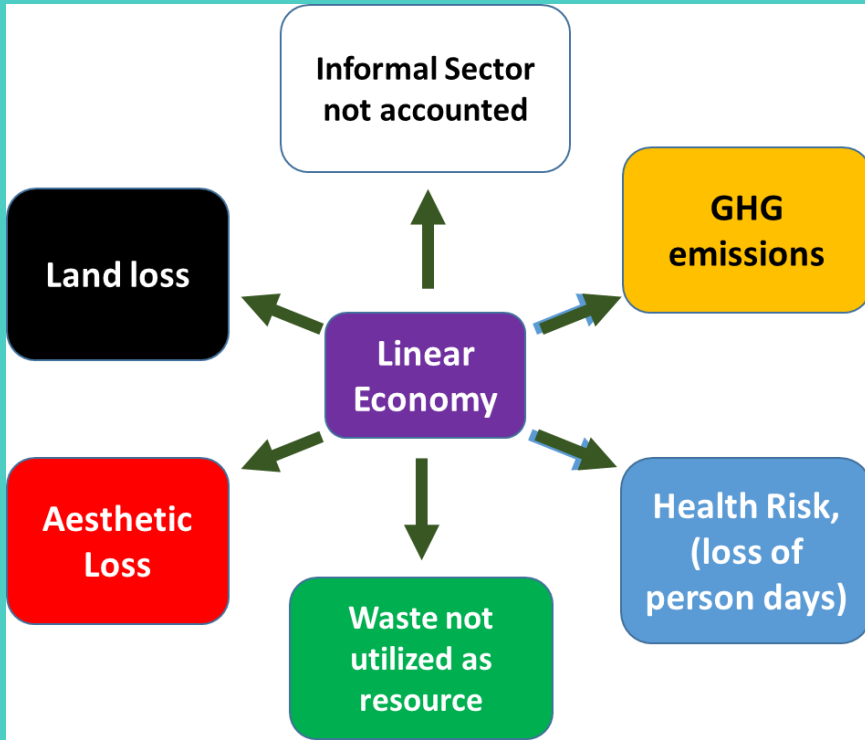 Informal Sector
not accounted
GHG
emissions
Land loss
Linear
Economy
Health Risk,
(loss of
person days)
Aesthetic
Loss
Waste not
utilized as
resource